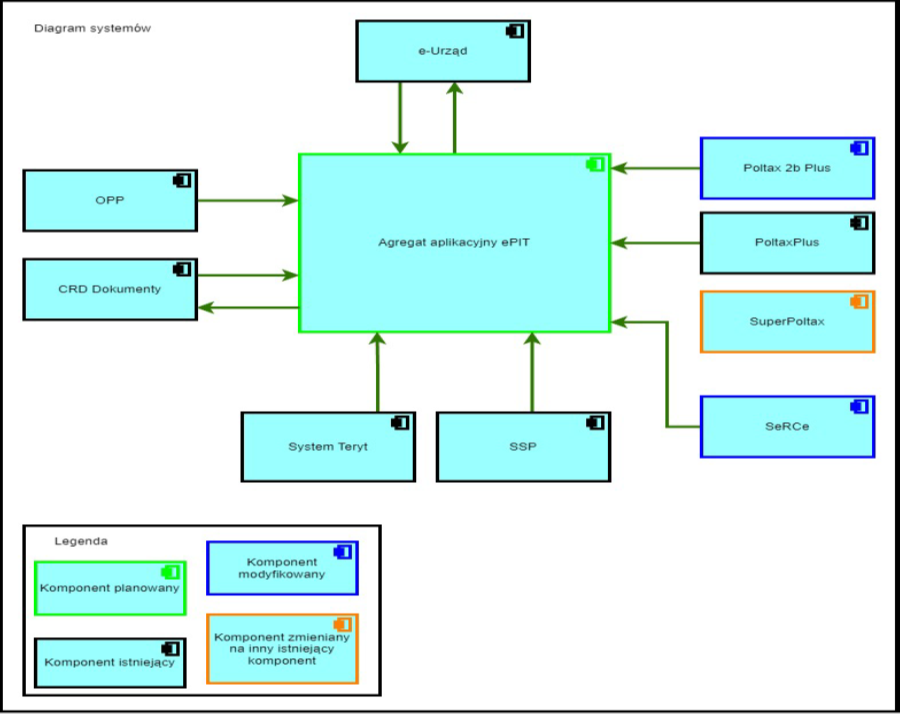 Diagram systemów
e-Urząd
Poltax 2b Plus
OPP
Agregat aplikacyjny ePIT
PoltaxPlus
CRD Dokumenty
SuperPoltax
System Teryt
SSP
SeRCe
Legenda
Komponent planowany
Komponent
modyfikowany
Komponent istniejący
Komponent zmieniany
na inny istniejący
komponent